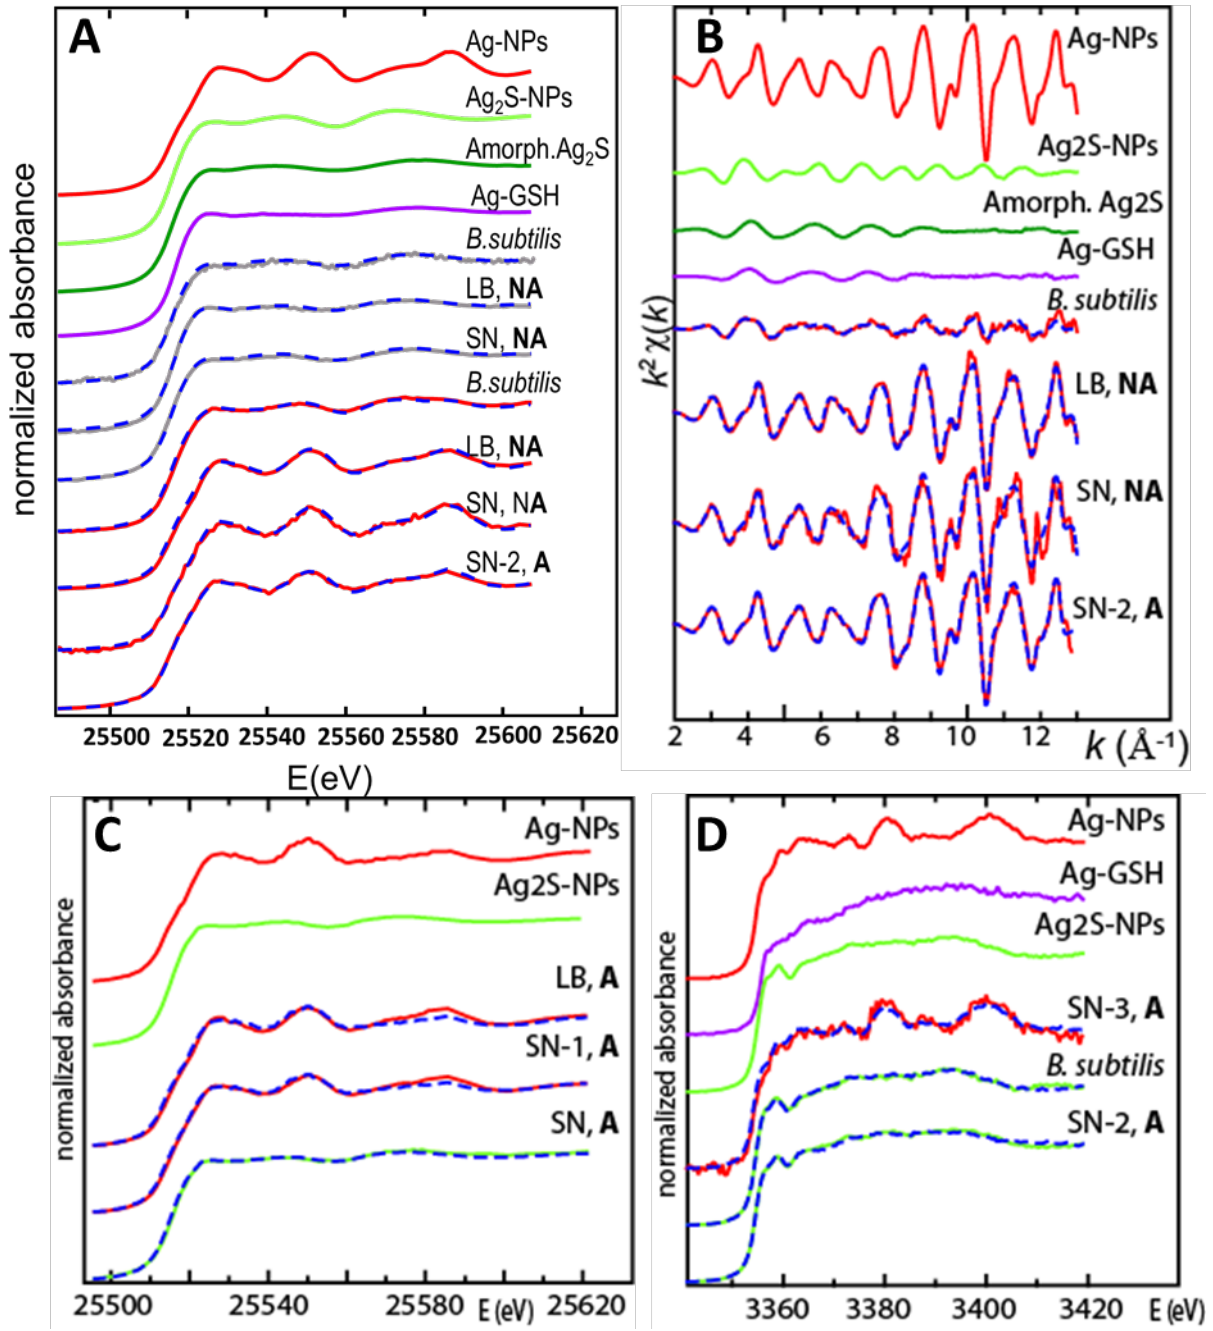 A
Ag-NPs
Ag2S-NPs
Amorph.Ag2S
Ag-GSH
B.subtilis
LB, NA
SN, NA
B.subtilis
LB, NA
SN, NA
SN-2, A
normalized absorbance
25500 25520 25540 25560 25580 25600 25620
E(eV)
B
Ag-NPs
Ag2S-NPs
Amorph. Ag2S
Ag-GSH
B. subtilis
LB, NA
SN, NA
SN-2, A
k² χ(k)
2 4 6 8 10 12 k (Å⁻¹)
C
Ag-NPs
Ag2S-NPs
LB, A
SN-1, A
SN, A
normalized absorbance
25500 25540 25580 E (eV) 25620
D
Ag-NPs
Ag-GSH
Ag2S-NPs
SN-3, A
B. subtilis
SN-2, A
normalized absorbance
3360 3380 3400 3420 E (eV)